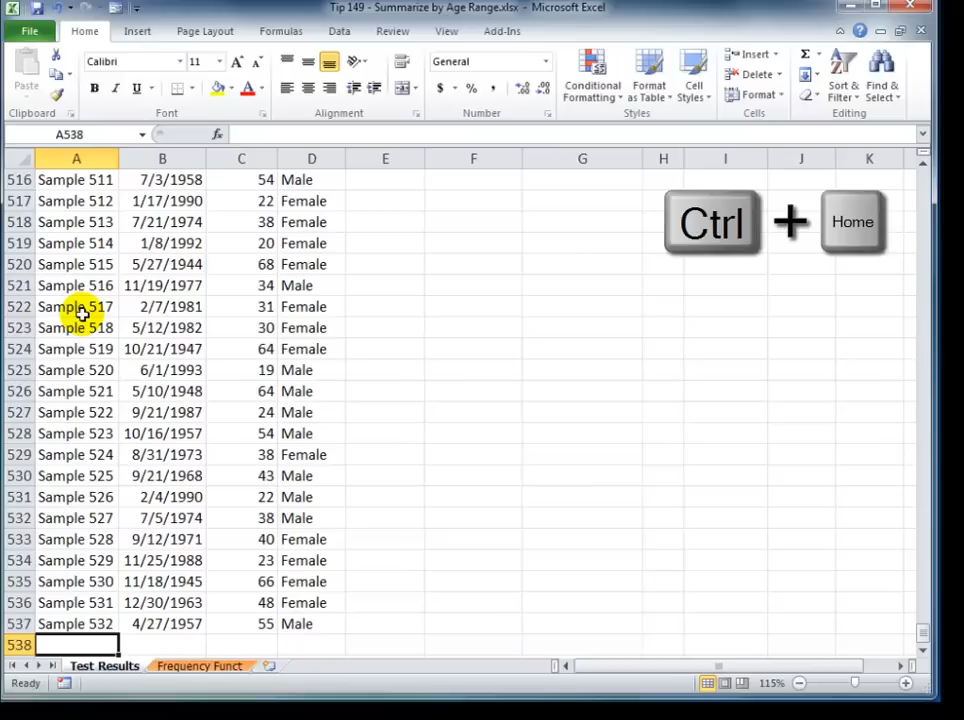 Tip 149 - Summarize by Age Range.xlsx - Microsoft Excel
File Home Insert Page Layout Formulas Data Review View Add-Ins
Paste Calibri 11 General Conditional Formatting Format as Table Cell Styles Insert Delete Format Sort & Filter Find & Select
Clipboard Font Alignment Number Styles Cells Editing
A538 fx
A B C D E F G H I J K
516 Sample 511 7/3/1958 54 Male
517 Sample 512 1/17/1990 22 Female
518 Sample 513 7/21/1974 38 Female
519 Sample 514 1/8/1992 20 Female
520 Sample 515 5/27/1944 68 Female
521 Sample 516 11/19/1977 34 Male
522 Sample 517 2/7/1981 31 Female
523 Sample 518 5/12/1982 30 Female
524 Sample 519 10/21/1947 64 Female
525 Sample 520 6/1/1993 19 Male
526 Sample 521 5/10/1948 64 Male
527 Sample 522 9/21/1987 24 Male
528 Sample 523 10/16/1957 54 Male
529 Sample 524 8/31/1973 38 Female
530 Sample 525 9/21/1968 43 Male
531 Sample 526 2/4/1990 22 Male
532 Sample 527 7/5/1974 38 Male
533 Sample 528 9/12/1971 40 Female
534 Sample 529 11/25/1988 23 Female
535 Sample 530 11/18/1945 66 Female
536 Sample 531 12/30/1963 48 Female
537 Sample 532 4/27/1957 55 Male
538
Ctrl + Home
Test Results Frequency Funct
Ready 115%